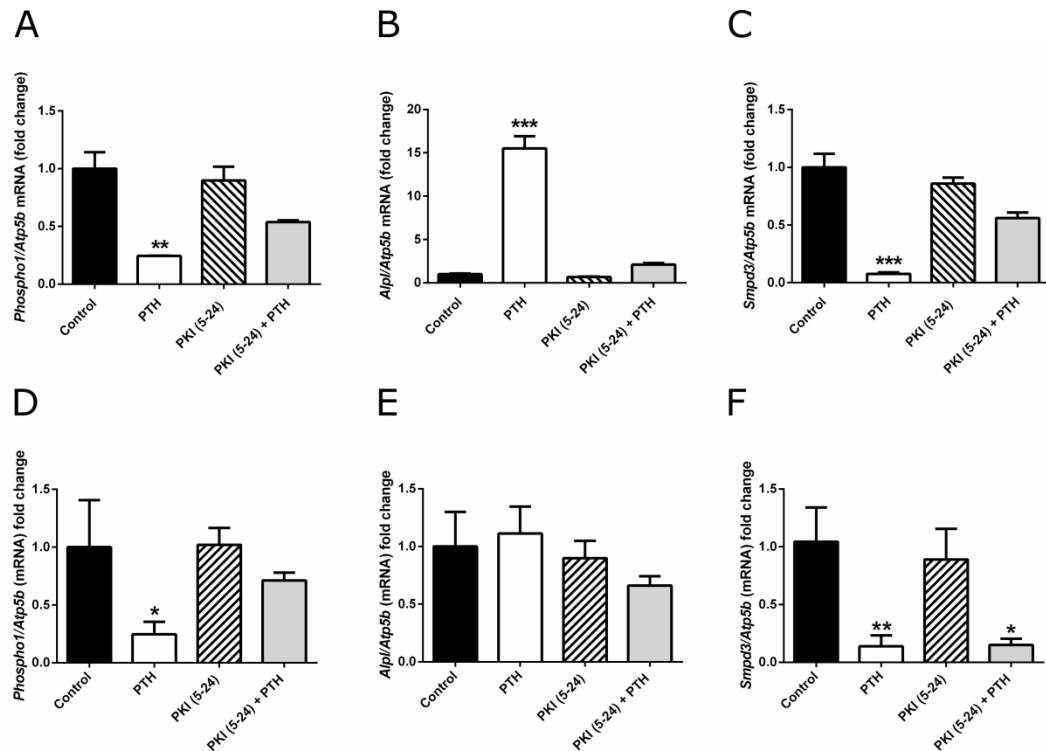 A
Phospho1/Atp5b mRNA (fold change)
1.5
1.0
0.5
0.0
**
Control
PTH
PKI (5-24)
PKI (5-24) + PTH
B
Alpl/Atp5b mRNA (fold change)
20
15
10
5
0
***
Control
PTH
PKI (5-24)
PKI (5-24) + PTH
C
Smpd3/Atp5b mRNA (fold change)
1.5
1.0
0.5
0.0
***
Control
PTH
PKI (5-24)
PKI (5-24) + PTH
D
Phospho1/Atp5b (mRNA) fold change
1.5
1.0
0.5
0.0
*
Control
PTH
PKI (5-24)
PKI (5-24) + PTH
E
Alpl/Atp5b (mRNA) fold change
1.5
1.0
0.5
0.0
Control
PTH
PKI (5-24)
PKI (5-24) + PTH
F
Smpd3/Atp5b (mRNA) fold change
1.5
1.0
0.5
0.0
**
*
Control
PTH
PKI (5-24)
PKI (5-24) + PTH